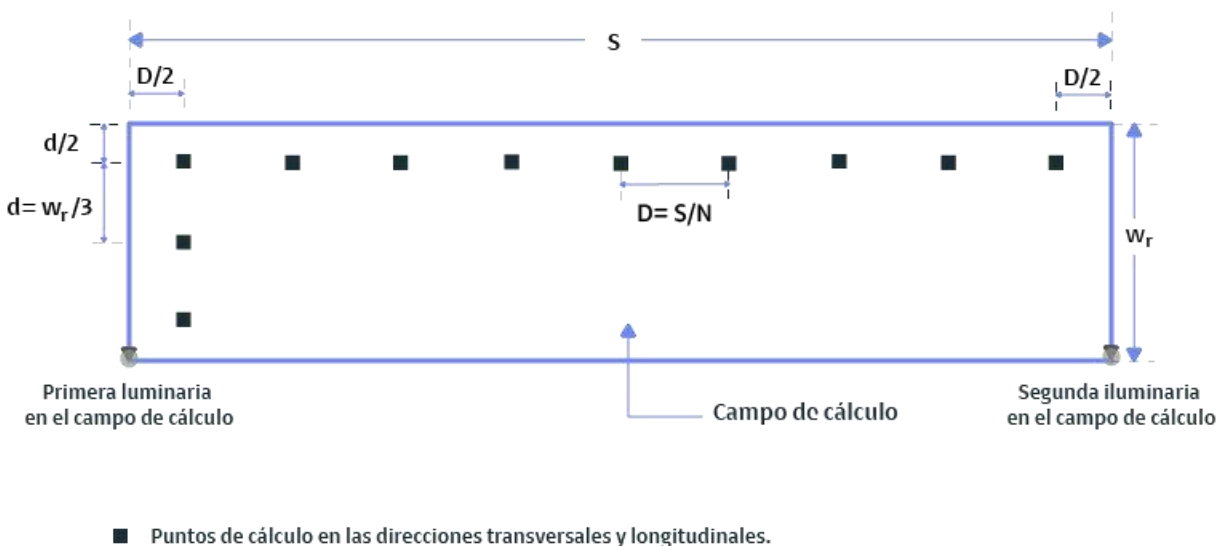 S
D/2
D/2
d/2
d= wr/3
D= S/N
wr
Primera luminaria
en el campo de cálculo
Campo de cálculo
Segunda iluminaria
en el campo de cálculo
Puntos de cálculo en las direcciones transversales y longitudinales.